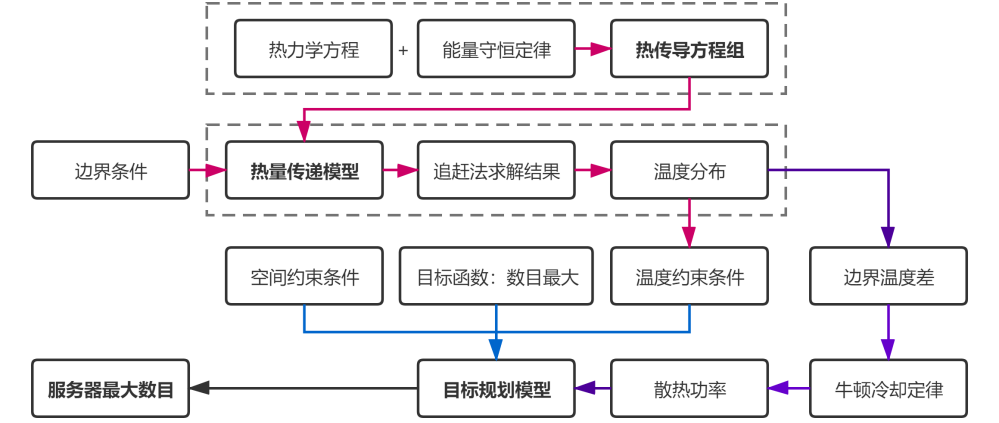 热力学方程
+
能量守恒定律
热传导方程组
边界条件
热量传递模型
追赶法求解结果
温度分布
空间约束条件
目标函数：数目最大
温度约束条件
边界温度差
服务器最大数目
目标规划模型
散热功率
牛顿冷却定律